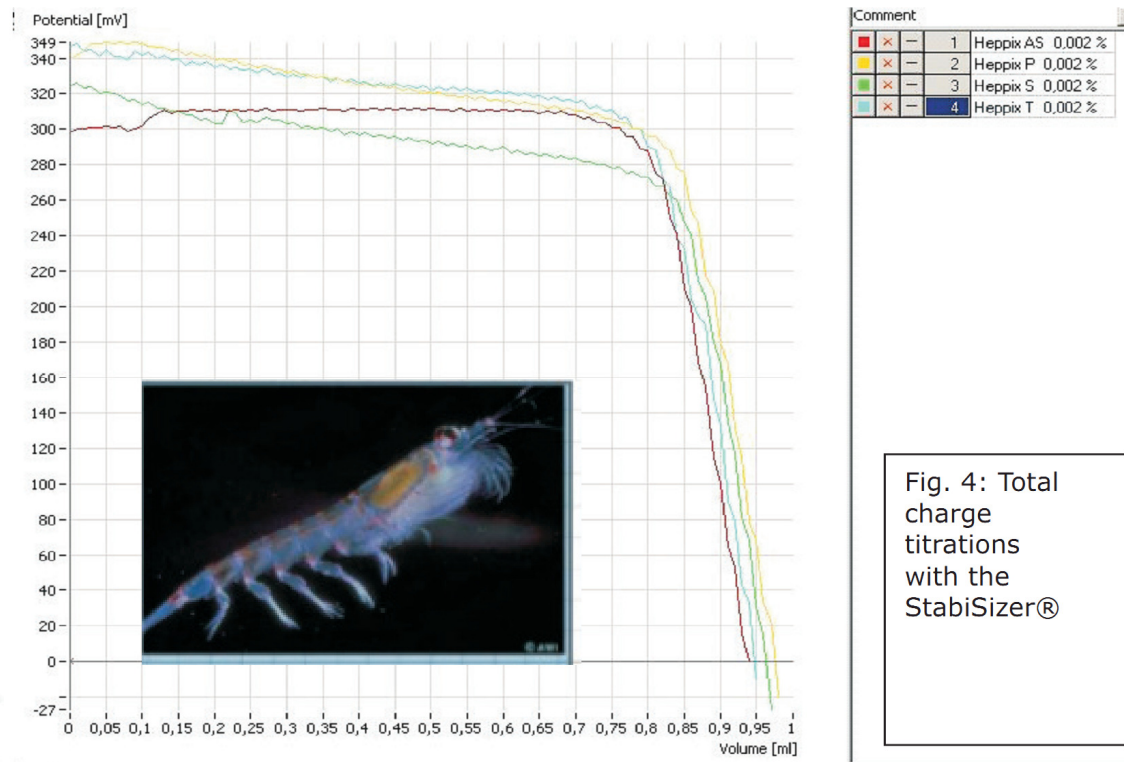 Potential [mV]
349
340
320
300
280
260
240
220
200
180
160
140
120
100
80
60
40
20
0
-27
0 0,05 0,1 0,15 0,2 0,25 0,3 0,35 0,4 0,45 0,5 0,55 0,6 0,65 0,7 0,75 0,8 0,85 0,9 0,95 1
Volume [ml]
© AWI
Comment
1 Heppix AS 0,002 %
2 Heppix P 0,002 %
3 Heppix S 0,002 %
4 Heppix T 0,002 %
Fig. 4: Total
charge
titrations
with the
StabiSizer®